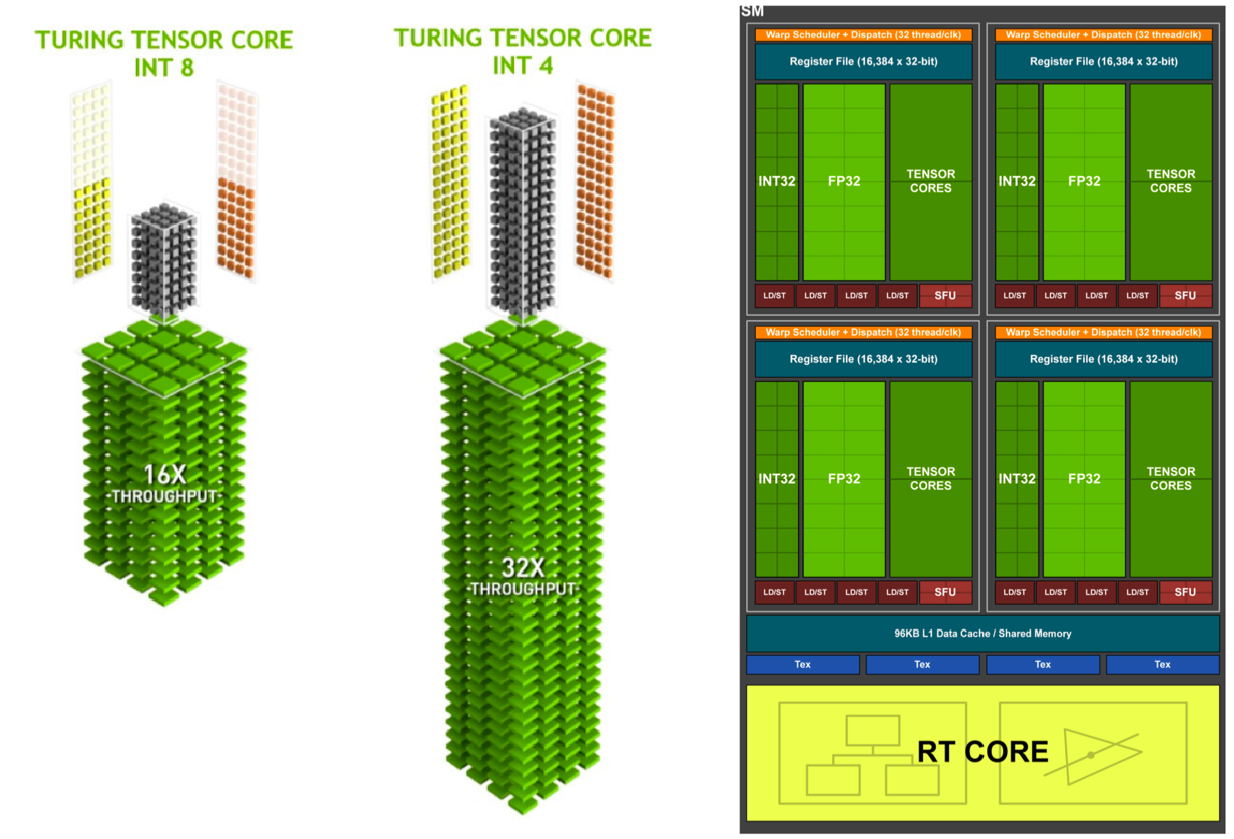 TURING TENSOR CORE
INT 8
16X
THROUGHPUT
TURING TENSOR CORE
INT 4
32X
THROUGHPUT
SM
Warp Scheduler + Dispatch (32 thread/clk)
Register File (16,384 x 32-bit)
INT32
FP32
TENSOR
CORES
LD/ST
LD/ST
LD/ST
LD/ST
SFU
Warp Scheduler + Dispatch (32 thread/clk)
Register File (16,384 x 32-bit)
INT32
FP32
TENSOR
CORES
LD/ST
LD/ST
LD/ST
LD/ST
SFU
Warp Scheduler + Dispatch (32 thread/clk)
Register File (16,384 x 32-bit)
INT32
FP32
TENSOR
CORES
LD/ST
LD/ST
LD/ST
LD/ST
SFU
Warp Scheduler + Dispatch (32 thread/clk)
Register File (16,384 x 32-bit)
INT32
FP32
TENSOR
CORES
LD/ST
LD/ST
LD/ST
LD/ST
SFU
96KB L1 Data Cache / Shared Memory
Tex
Tex
Tex
Tex
RT CORE